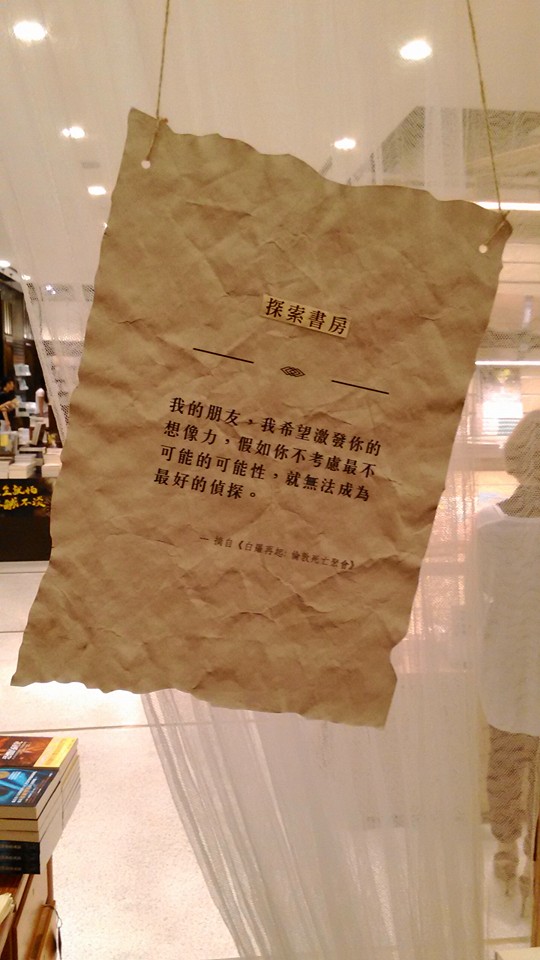 探索書房
我的朋友，我希望激發你的
想像力，假如你不考慮最不
可能的可能性，就無法成為
最好的偵探。
— 摘自《白羅再起: 倫敦死亡聚會》